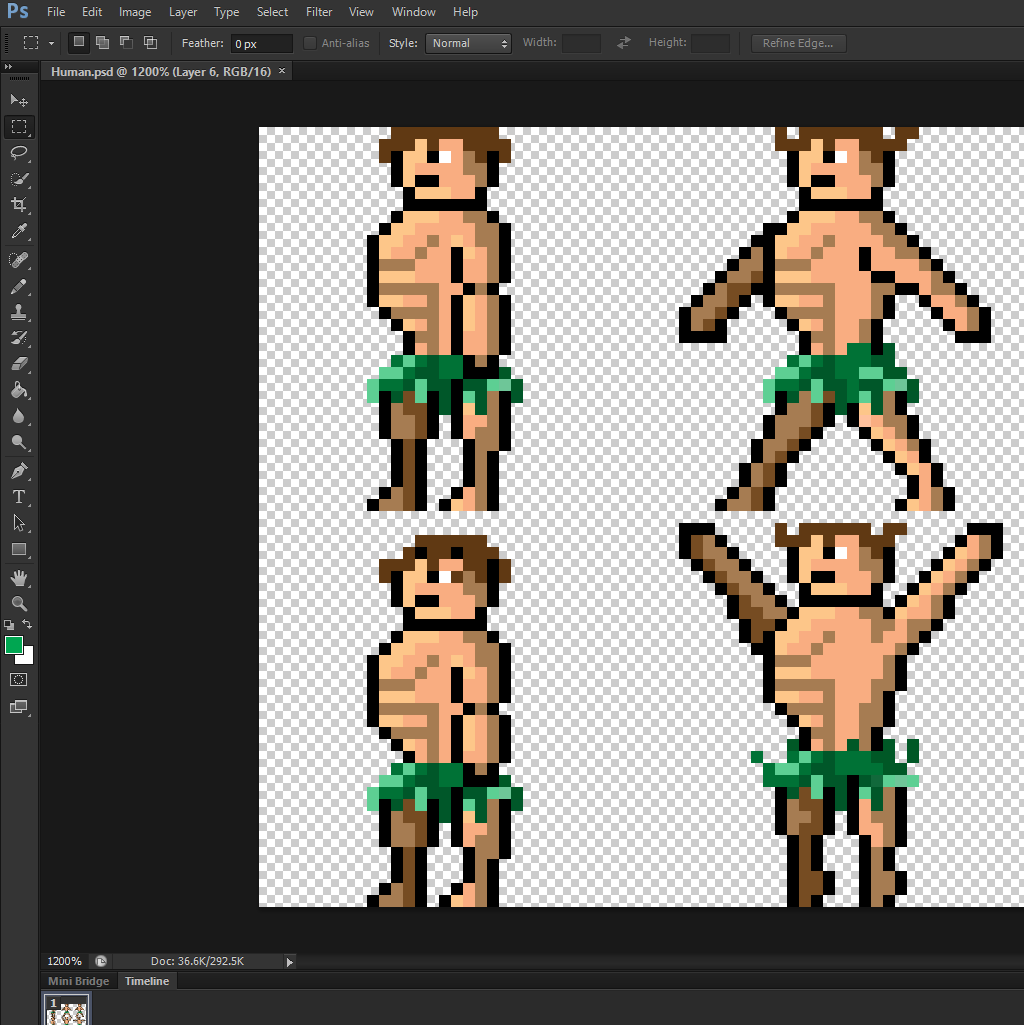 Ps File Edit Image Layer Type Select Filter View Window Help
Feather: 0 px Anti-alias Style: Normal Width: Height: Refine Edge...
Human.psd @ 1200% (Layer 6, RGB/16) ×
T
1200% Doc: 36.6K/292.5K
Mini Bridge Timeline
1